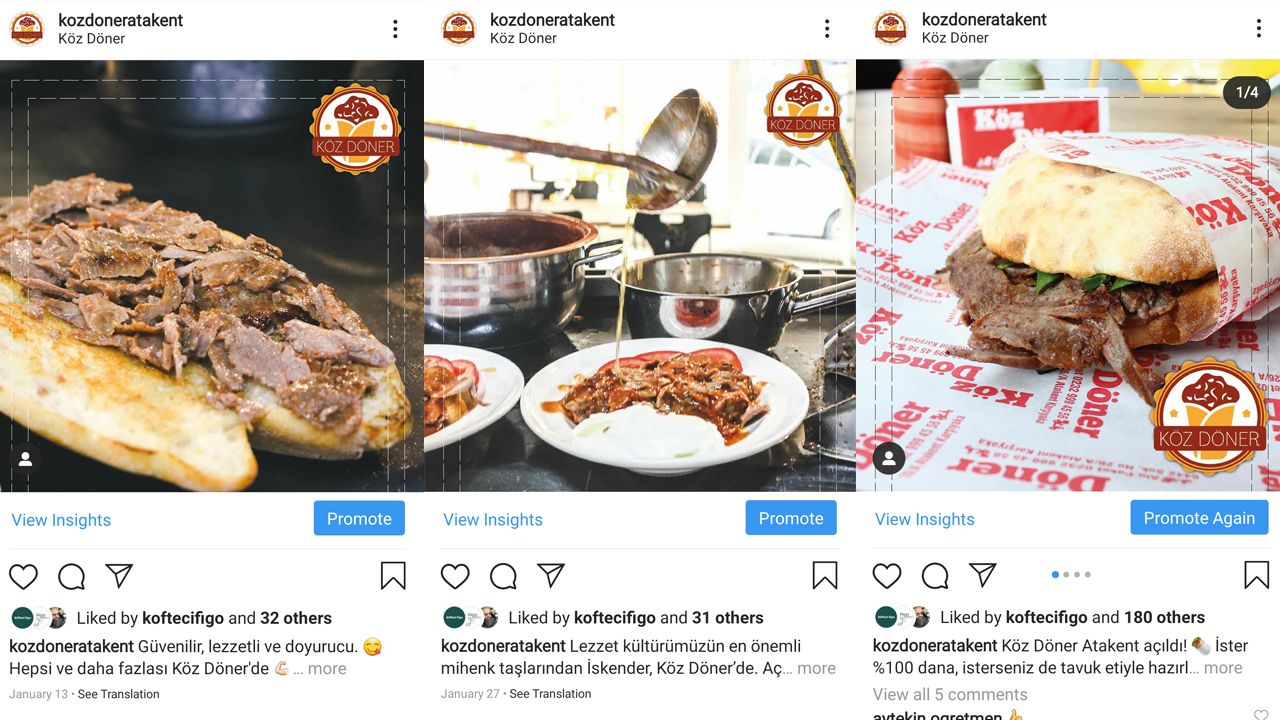 kozdoneratakent
Köz Döner
KÖZ DÖNER
View Insights
Promote
Liked by koftecifigo and 32 others
kozdoneratakent Güvenilir, lezzetli ve doyurucu. 😋
Hepsi ve daha fazlası Köz Döner'de 💪🏻 ... more
January 13 • See Translation
kozdoneratakent
Köz Döner
KÖZ DÖNER
View Insights
Promote
Liked by koftecifigo and 31 others
kozdoneratakent Lezzet kültürümüzün en önemli
mihenk taşlarından İskender, Köz Döner’de. Aç... more
January 27 • See Translation
kozdoneratakent
Köz Döner
1/4
Köz
Döner
Köz
Döner
KÖZ DÖNER
View Insights
Promote Again
Liked by koftecifigo and 180 others
kozdoneratakent Köz Döner Atakent açıldı! 🌯 İster
%100 dana, isterseniz de tavuk etiyle hazırl... more
View all 5 comments
aytekin.ogretmen 👍